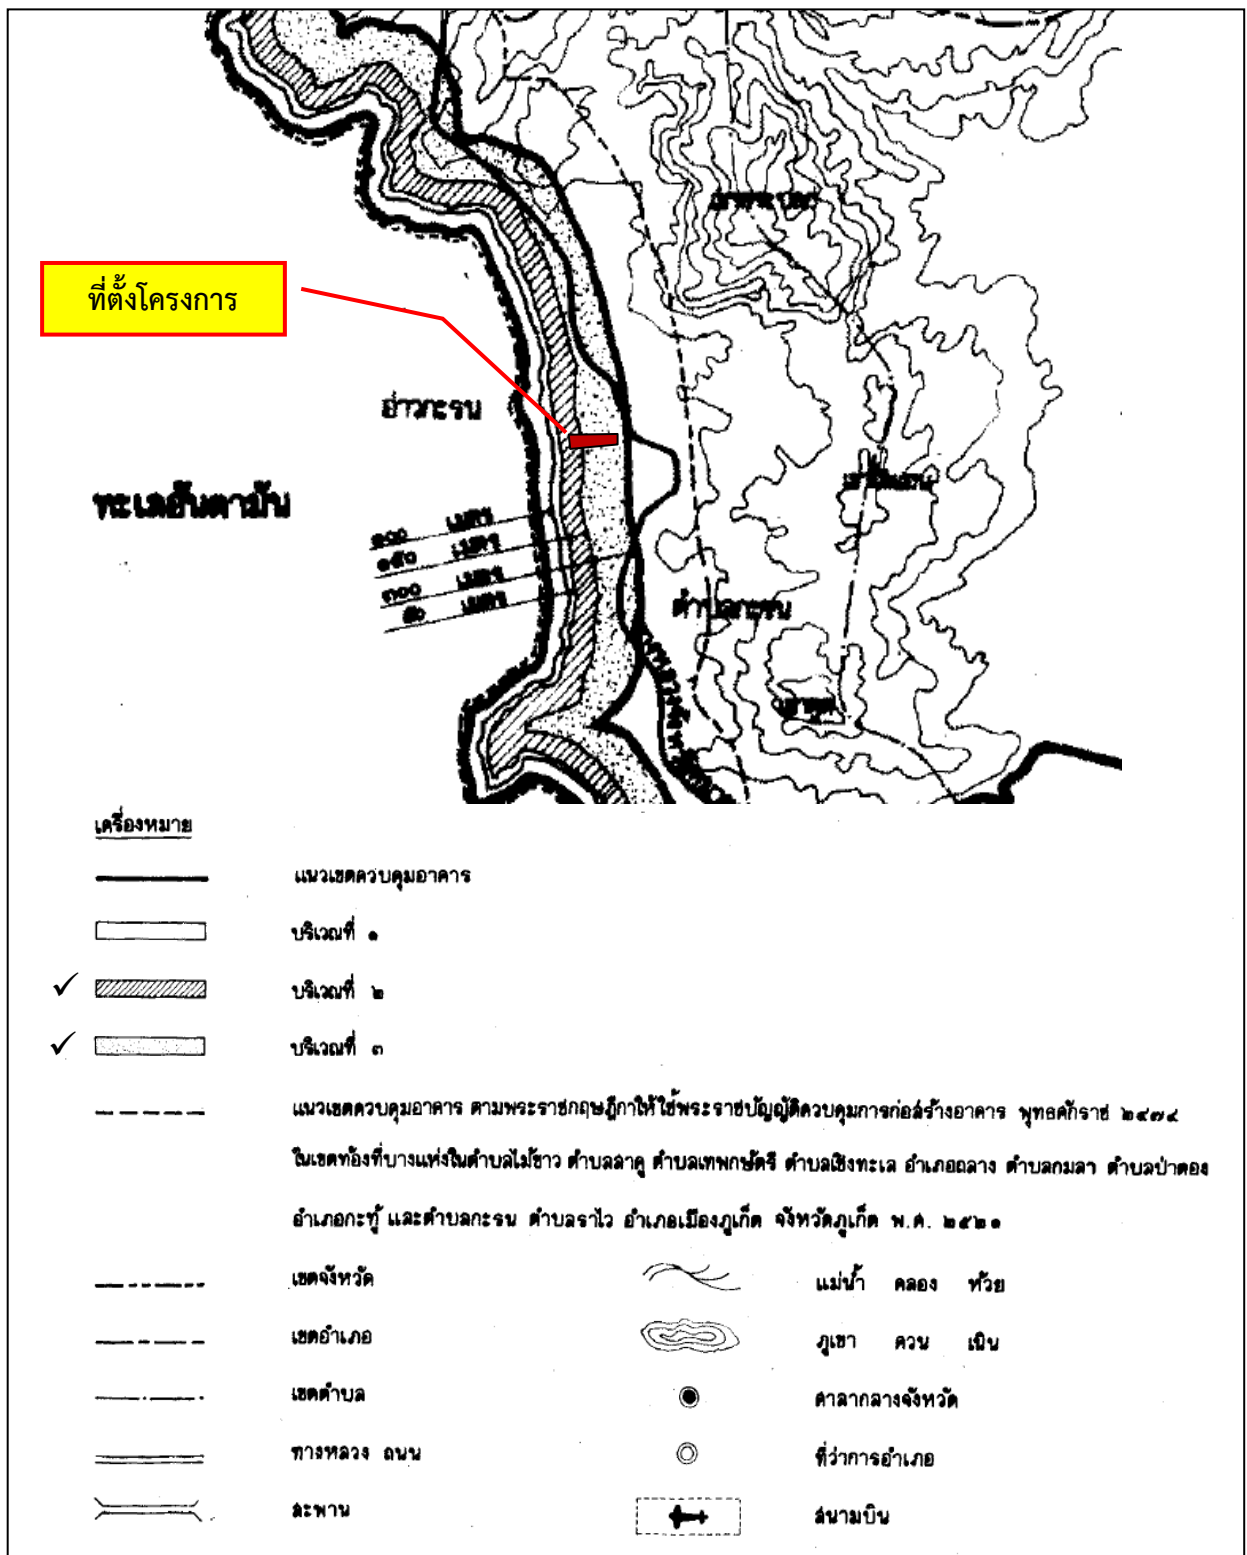 ที่ตั้งโครงการ
อ่าวกะรน
ทะเลอันดามัน
๑๐๐ เมตร
๑๕๐ เมตร
๓๐๐ เมตร
๕๐ เมตร
ตำบลกะรน
เครื่องหมาย
แนวเขตควบคุมอาคาร
บริเวณที่ ๑
✓ บริเวณที่ ๒
✓ บริเวณที่ ๓
แนวเขตควบคุมอาคาร ตามพระราชกฤษฎีกาให้ใช้พระราชบัญญัติควบคุมการก่อสร้างอาคาร พุทธศักราช ๒๔๗๙
ในเขตท้องที่บางแห่งในตำบลไม้ขาว ตำบลสาคู ตำบลเทพกษัตรี ตำบลเชิงทะเล อำเภอถลาง ตำบลกมลา ตำบลป่าตอง
อำเภอกะทู้ และตำบลกะรน ตำบลราไว อำเภอเมืองภูเก็ต จังหวัดภูเก็ต พ.ศ. ๒๕๒๑
เขตจังหวัด
แม่น้ำ คลอง ห้วย
เขตอำเภอ
ภูเขา ควน เนิน
เขตตำบล
ศาลากลางจังหวัด
ทางหลวง ถนน
ที่ว่าการอำเภอ
สะพาน
สนามบิน